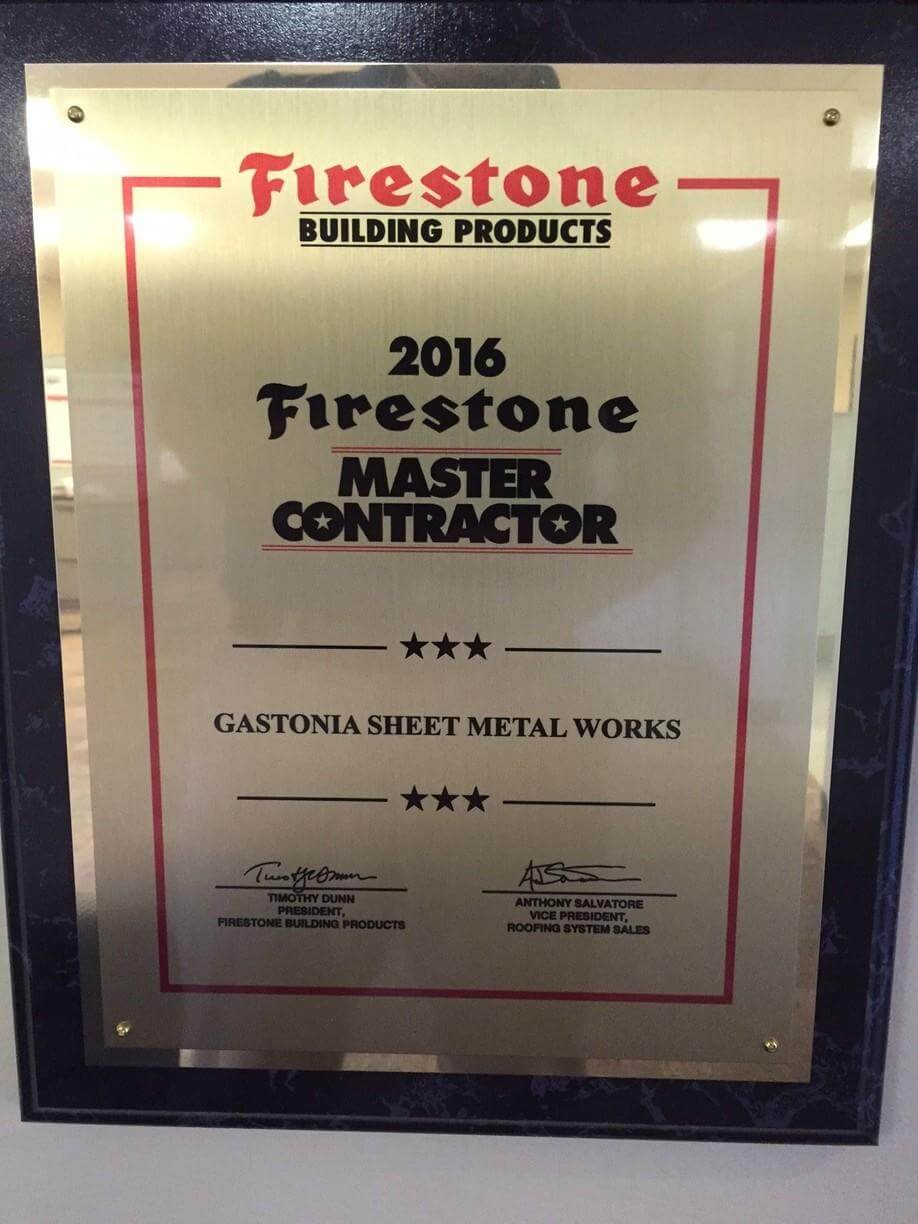 Firestone
BUILDING PRODUCTS
2016
Firestone
MASTER
CONTRACTOR
GASTONIA SHEET METAL WORKS
TIMOTHY DUNN
PRESIDENT,
FIRESTONE BUILDING PRODUCTS
ANTHONY SALVATORE
VICE PRESIDENT,
ROOFING SYSTEM SALES